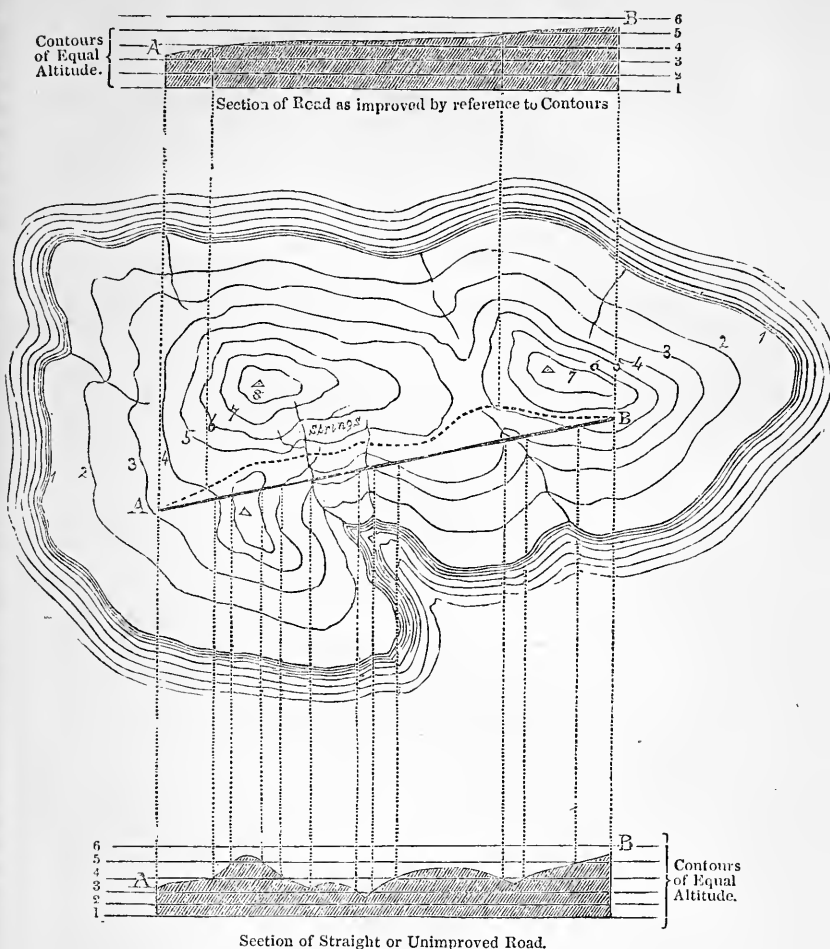 B
6
5
4
3
2
1
Contours
of Equal
Altitude.
A
Section of Road as improved by reference to Contours
1
2
3
4
5
6
7
8
Springs
6
5
4
3
2
1
7
A
B
6
5
4
3
2
1
A
B
Contours
of Equal
Altitude.
Section of Straight or Unimproved Road.